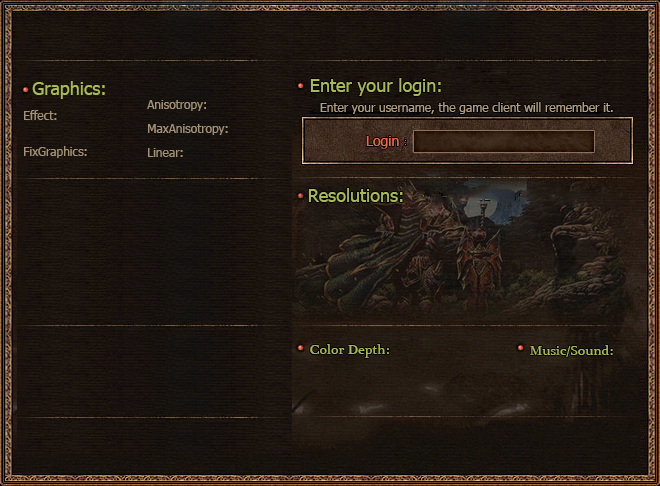 Graphics:
Effect:
Anisotropy:
MaxAnisotropy:
FixGraphics:
Linear:
Enter your login:
Enter your username, the game client will remember it.
Login :
Resolutions:
Color Depth:
Music/Sound: